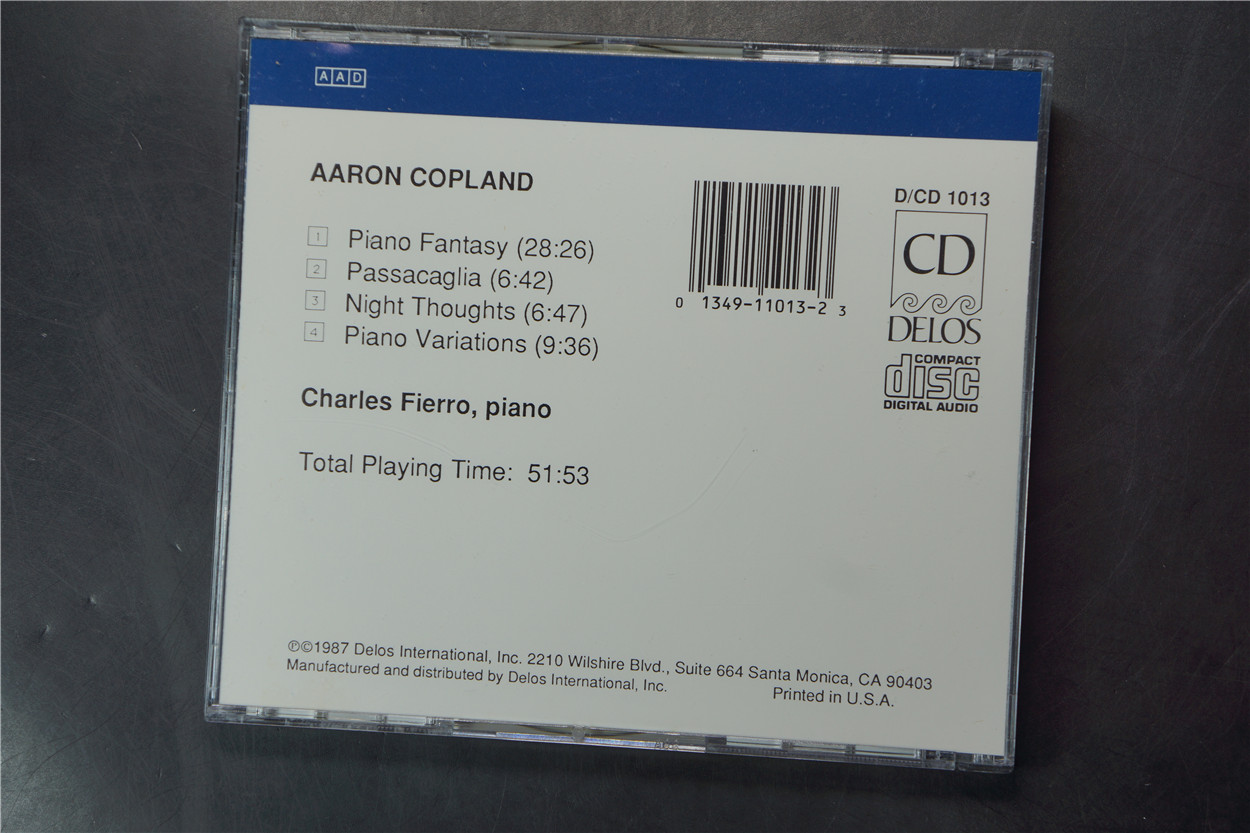 AAD
AARON COPLAND
1 Piano Fantasy (28:26)
2 Passacaglia (6:42)
3 Night Thoughts (6:47)
4 Piano Variations (9:36)
Charles Fierro, piano
Total Playing Time: 51:53
0 1349-11013-2 3
D/CD 1013
CD
DELOS
COMPACT
disc
DIGITAL AUDIO
℗©1987 Delos International, Inc. 2210 Wilshire Blvd., Suite 664 Santa Monica, CA 90403
Manufactured and distributed by Delos International, Inc.
Printed in U.S.A.